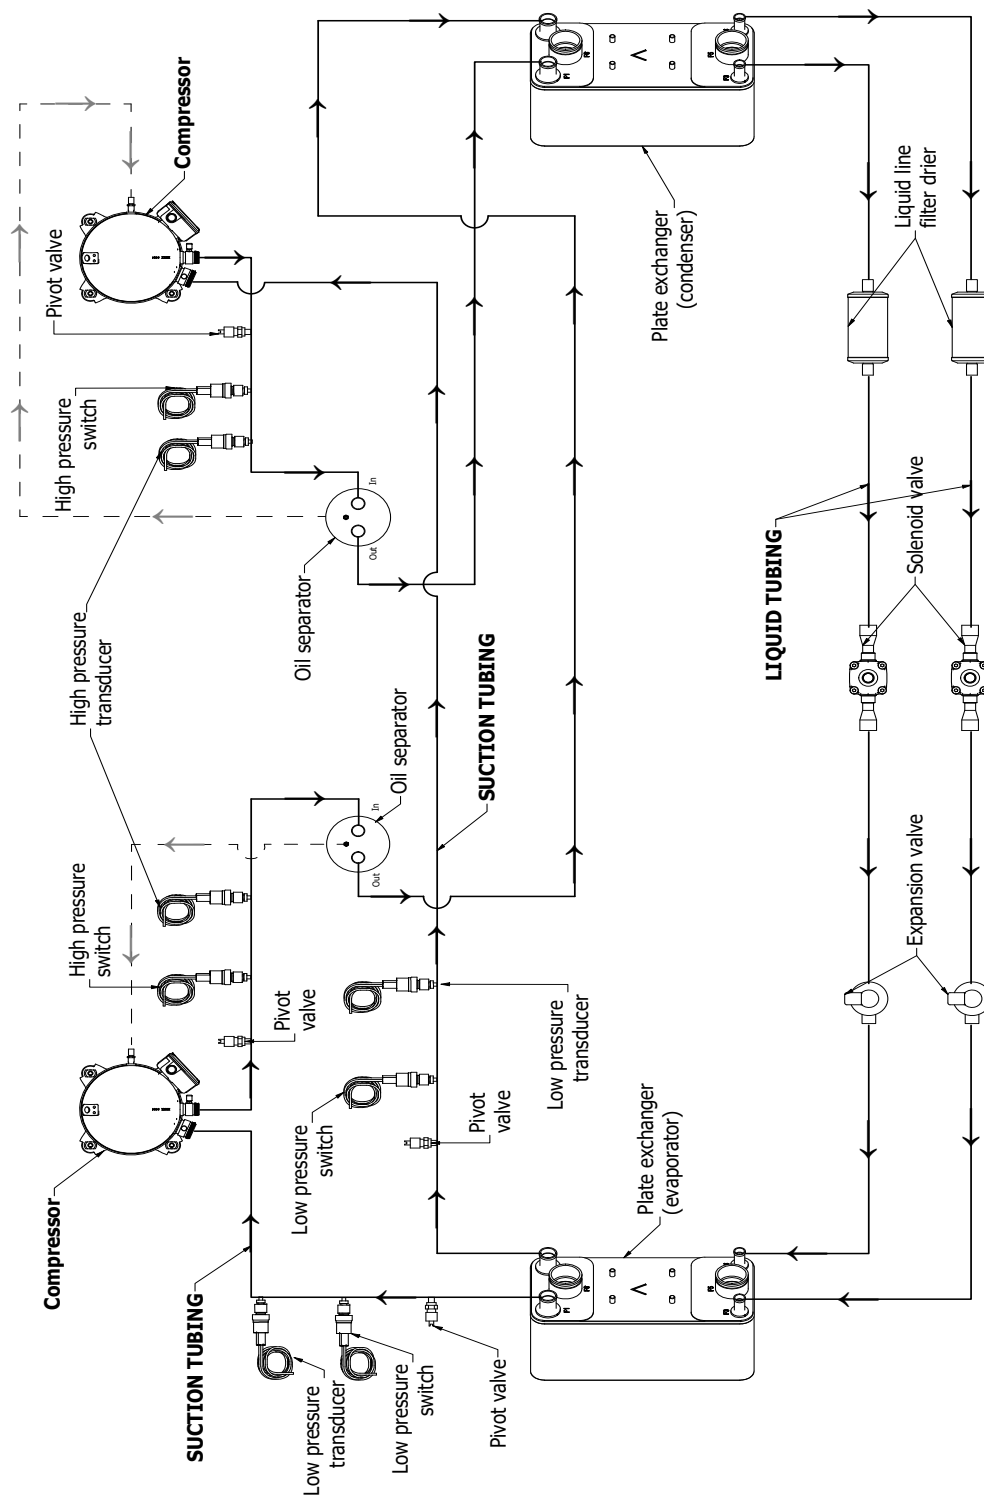 Compressor
Pivot valve
High pressure
switch
High pressure
transducer
High pressure
switch
Compressor
SUCTION TUBING
Pivot
valve
Low pressure
switch
Oil separator
Low pressure
transducer
In
Out
In
Out
Oil separator
Low pressure
switch
Pivot
valve
SUCTION TUBING
Pivot valve
Low pressure
transducer
Plate exchanger
(evaporator)
Plate exchanger
(condenser)
LIQUID TUBING
Expansion valve
Solenoid valve
Liquid line
filter drier